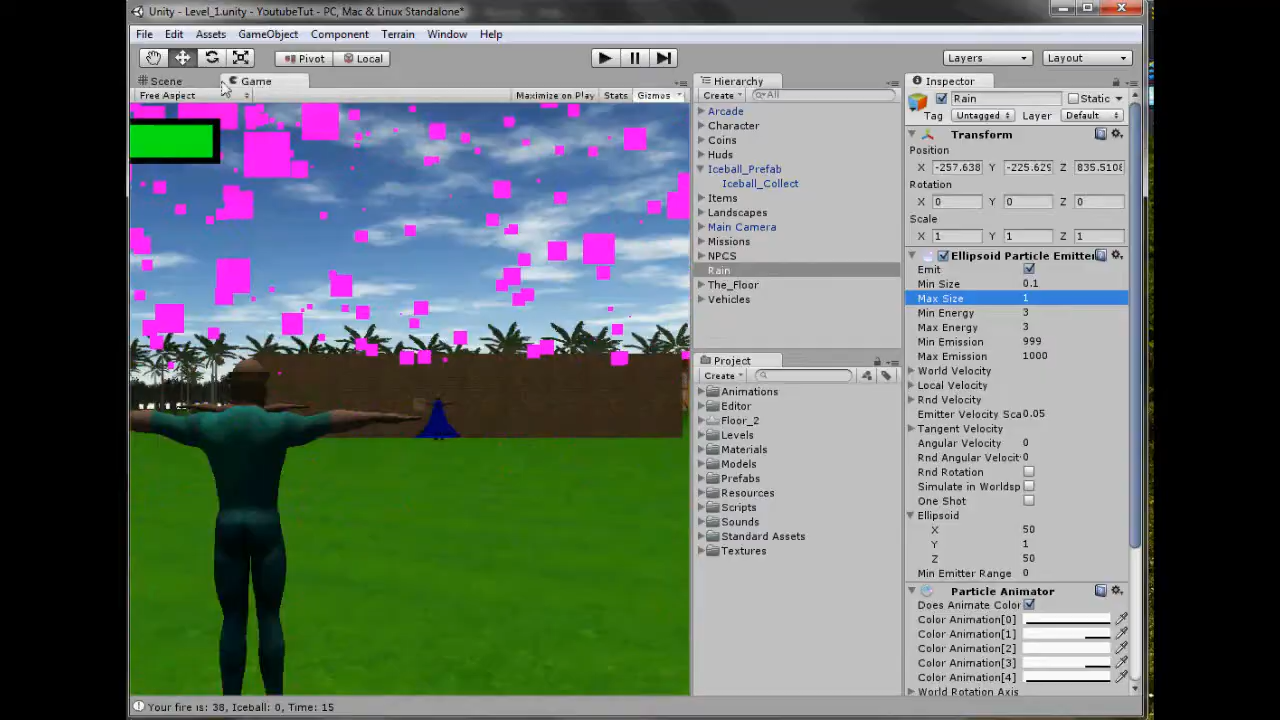 Unity - Level_1.unity - YoutubeTut - PC, Mac & Linux Standalone*
File Edit Assets GameObject Component Terrain Window Help
Pivot Local Layers Layout
Scene Game
Free Aspect Maximize on Play Stats Gizmos
Hierarchy
Create All
Arcade
Character
Coins
Huds
Iceball_Prefab
Iceball_Collect
Items
Landscapes
Main Camera
Missions
NPCS
Rain
The_Floor
Vehicles
Project
Create
Animations
Editor
Floor_2
Levels
Materials
Models
Prefabs
Resources
Scripts
Sounds
Standard Assets
Textures
Inspector
Rain Static
Tag Untagged Layer Default
Transform
Position
X -257.638 Y -225.629 Z 835.5108
Rotation
X 0 Y 0 Z 0
Scale
X 1 Y 1 Z 1
Ellipsoid Particle Emitter
Emit
Min Size 0.1
Max Size 1
Min Energy 3
Max Energy 3
Min Emission 999
Max Emission 1000
World Velocity
Local Velocity
Rnd Velocity
Emitter Velocity Sca 0.05
Tangent Velocity
Angular Velocity 0
Rnd Angular Velocit 0
Rnd Rotation
Simulate in Worldsp
One Shot
Ellipsoid
X 50
Y 1
Z 50
Min Emitter Range 0
Particle Animator
Does Animate Color
Color Animation[0]
Color Animation[1]
Color Animation[2]
Color Animation[3]
Color Animation[4]
World Rotation Axis
Your fire is: 38, Iceball: 0, Time: 15